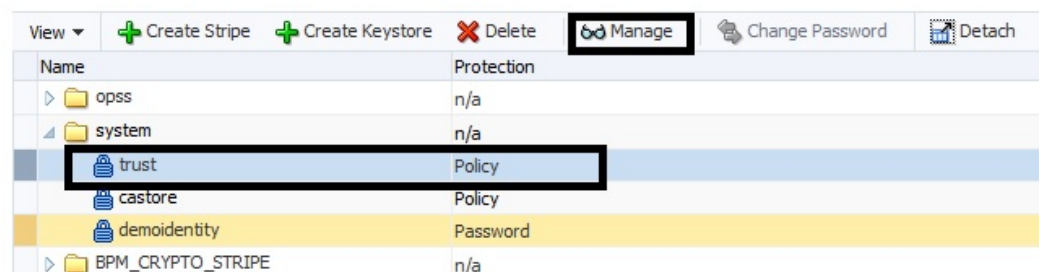 View Create Stripe Create Keystore Delete Manage Change Password Detach
Name Protection
opss n/a
system n/a
trust Policy
castore Policy
demoidentity Password
BPM_CRYPTO_STRIPE n/a